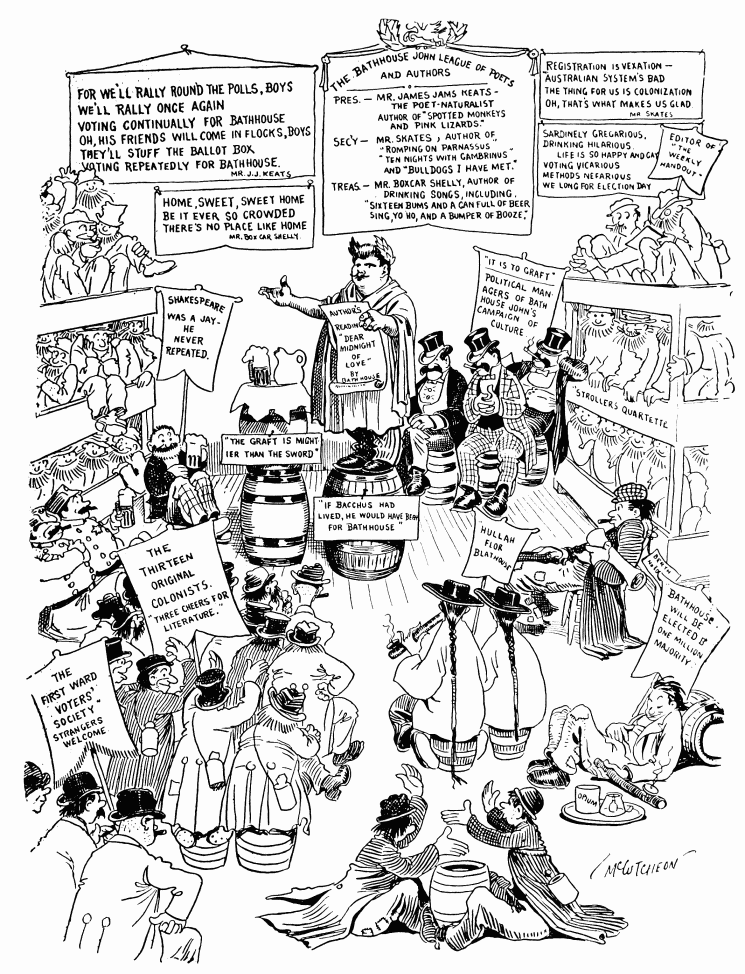 FOR WE'LL RALLY ROUND THE POLLS, BOYS
WE'LL RALLY ONCE AGAIN
VOTING CONTINUALLY FOR BATHHOUSE
OH, HIS FRIENDS WILL COME IN FLOCKS, BOYS
THEY'LL STUFF THE BALLOT BOX
VOTING REPEATEDLY FOR BATHHOUSE.
MR. J.J. KEATS
HOME, SWEET, SWEET HOME
BE IT EVER SO CROWDED
THERE'S NO PLACE LIKE HOME
MR. BOX CAR SHELLY.
THE BATHHOUSE JOHN LEAGUE OF POETS
AND AUTHORS
PRES. — MR. JAMES JAMS KEATS -
THE POET-NATURALIST
AUTHOR OF "SPOTTED MONKEYS
AND PINK LIZARDS."
SEC'Y — MR. SKATES, AUTHOR OF,
"ROMPING ON PARNASSUS
"TEN NIGHTS WITH GAMBRINUS"
AND "BULLDOGS I HAVE MET."
TREAS. — MR. BOXCAR SHELLY, AUTHOR OF
DRINKING SONGS, INCLUDING,
"SIXTEEN BUMS AND A CAN FULL OF BEER
SING, YO HO, AND A BUMPER OF BOOZE."
REGISTRATION IS VEXATION —
AUSTRALIAN SYSTEM'S BAD
THE THING FOR US IS COLONIZATION
OH, THAT'S WHAT MAKES US GLAD.
MR SKATES
SARDINELY GREGARIOUS,
DRINKING HILARIOUS.
LIFE IS SO HAPPY AND GAY
VOTING VICARIOUS
METHODS NEFARIOUS
WE LONG FOR ELECTION DAY
EDITOR OF
"THE
WEEKLY
HANDOUT"
SHAKESPEARE
WAS A JAY -
HE
NEVER
REPEATED.
AUTHOR'S
READING
"DEAR
MIDNIGHT
OF
LOVE"
BY
BATHHOUSE
"IT IS TO GRAFT"
POLITICAL MAN-
AGERS OF BATH
HOUSE JOHN'S
CAMPAIGN OF
CULTURE
"STROLLER'S QUARTETTE
"THE GRAFT IS MIGHT-
IER THAN THE SWORD"
"IF BACCHUS HAD
LIVED, HE WOULD HAVE BEEN
FOR BATHHOUSE"
THE
THIRTEEN
ORIGINAL
COLONISTS.
"THREE CHEERS FOR
LITERATURE."
"HULLAH
FLOR
BLATHOUSE
BATHHOUSE
WILL BE
ELECTED BY
ONE MILLION
MAJORITY
THE
FIRST WARD
VOTERS'
SOCIETY"
STRANGERS
WELCOME
OPIUM
McCUTCHEON